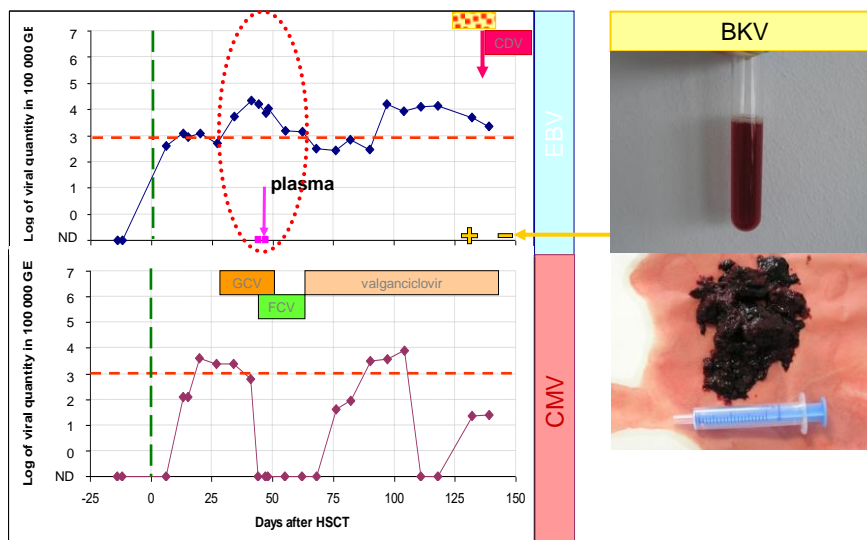 7
6
5
4
3
2
1
0
ND
Log of viral quantity in 100 000 GE
CDV
plasma
EBV
BKV
7
6
5
4
3
2
1
0
ND
Log of viral quantity in 100 000 GE
GCV
valganciclovir
FCV
CMV
-25
0
25
50
75
100
125
150
Days after HSCT